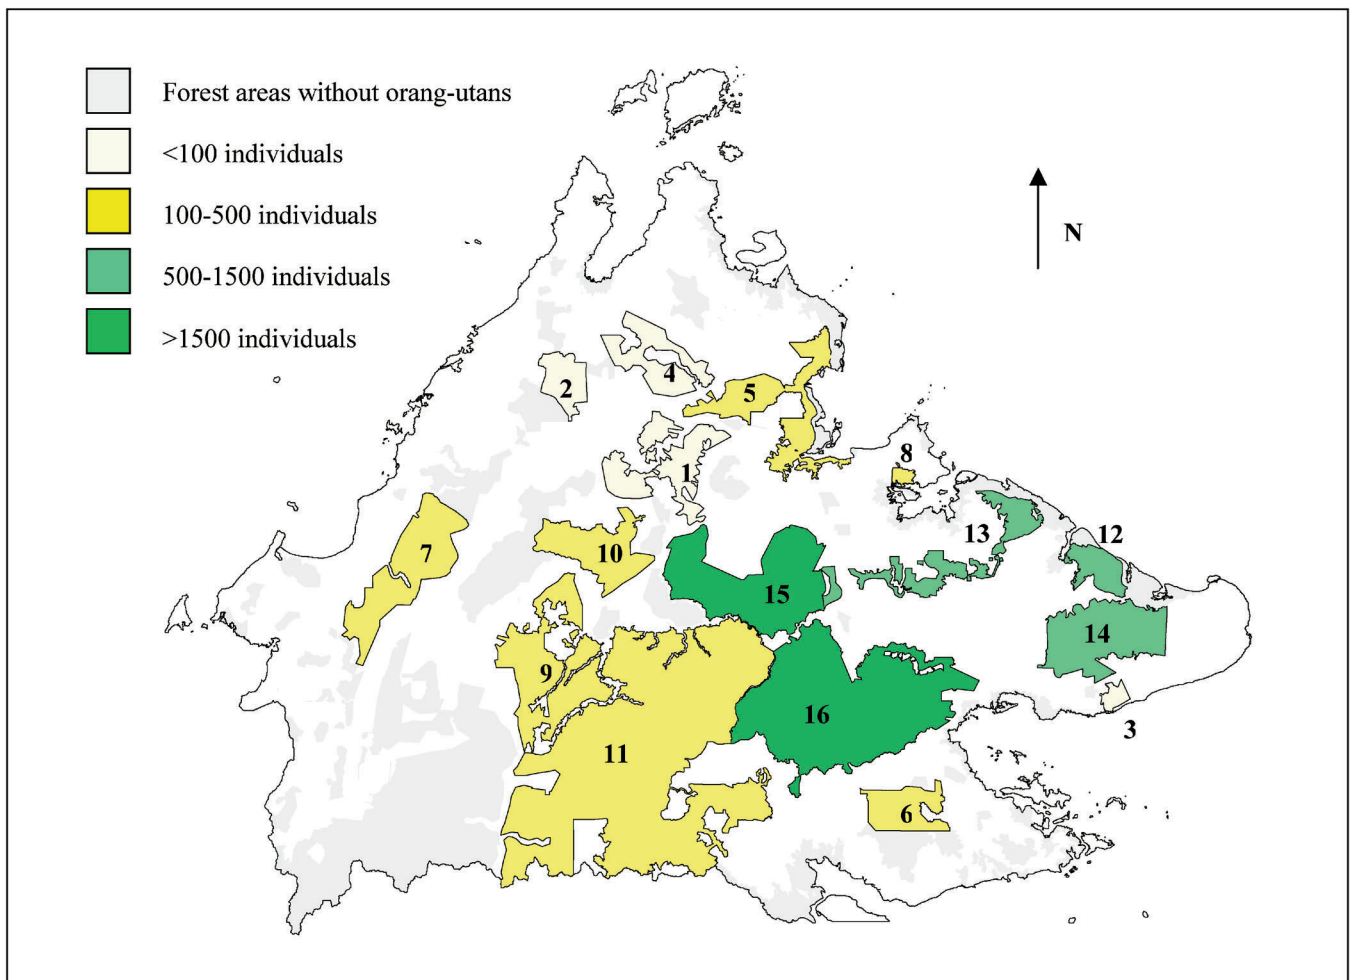 Forest areas without orang-utans
<100 individuals
100-500 individuals
500-1500 individuals
>1500 individuals
N
2
4
5
8
1
13
12
7
10
15
14
9
16
3
11
6